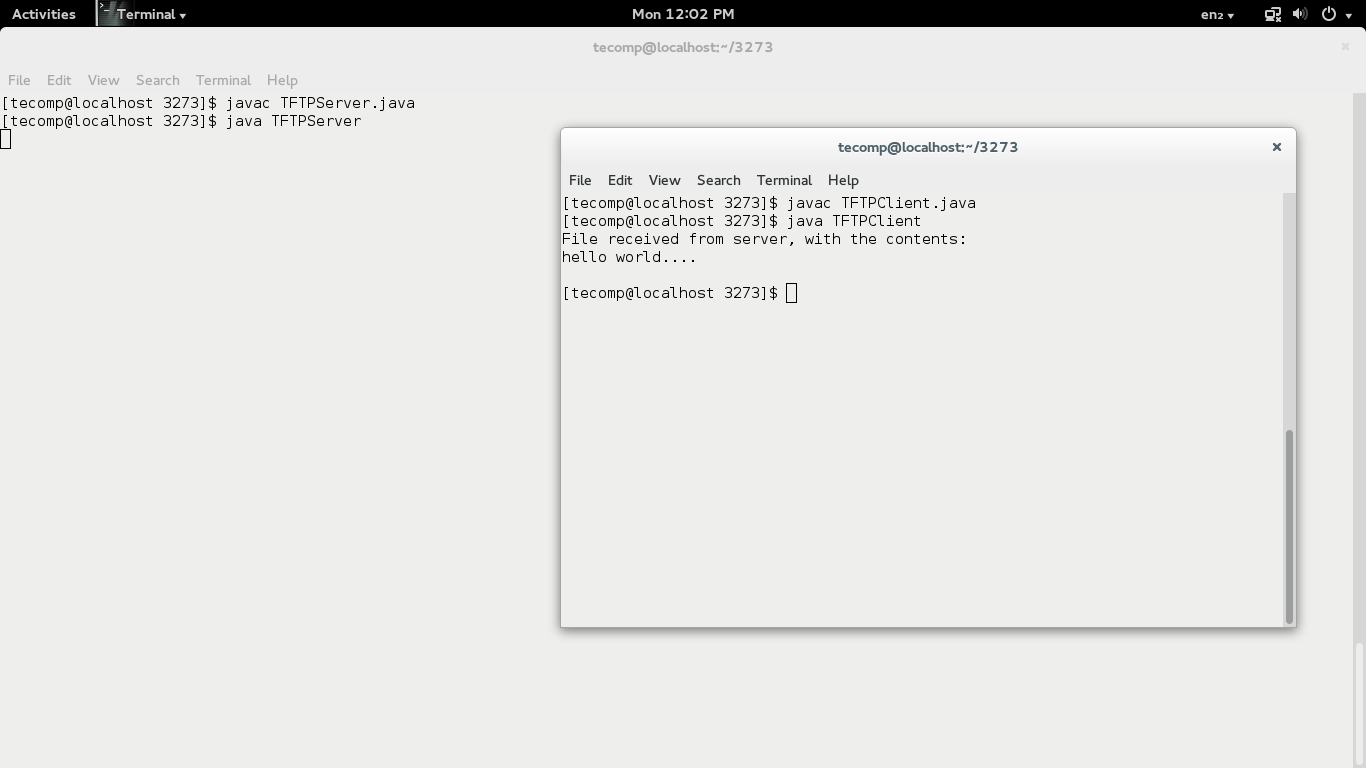 Activities Terminal Mon 12:02 PM en₂
tecomp@localhost:~/3273
File Edit View Search Terminal Help
[tecomp@localhost 3273]$ javac TFTPServer.java
[tecomp@localhost 3273]$ java TFTPServer
tecomp@localhost:~/3273
File Edit View Search Terminal Help
[tecomp@localhost 3273]$ javac TFTPClient.java
[tecomp@localhost 3273]$ java TFTPClient
File received from server, with the contents:
hello world....
[tecomp@localhost 3273]$